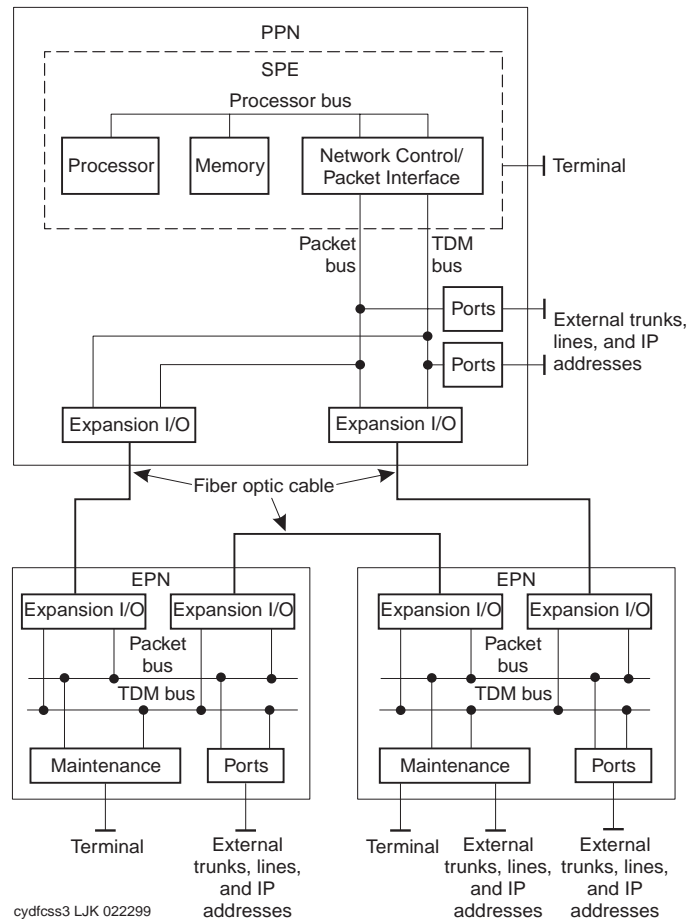 PPN
SPE
Processor bus
Processor
Memory
Network Control/
Packet Interface
Terminal
Packet
bus
TDM
bus
Ports
External trunks,
lines, and IP
addresses
Ports
Expansion I/O
Expansion I/O
Fiber optic cable
EPN
Expansion I/O
Expansion I/O
Packet
bus
TDM bus
Maintenance
Ports
Terminal
External
trunks, lines,
and IP
addresses
EPN
Expansion I/O
Expansion I/O
Packet
bus
TDM bus
Maintenance
Ports
Terminal
External
trunks, lines,
and IP
addresses
External
trunks, lines,
and IP
addresses
cydfcss3 LJK 022299